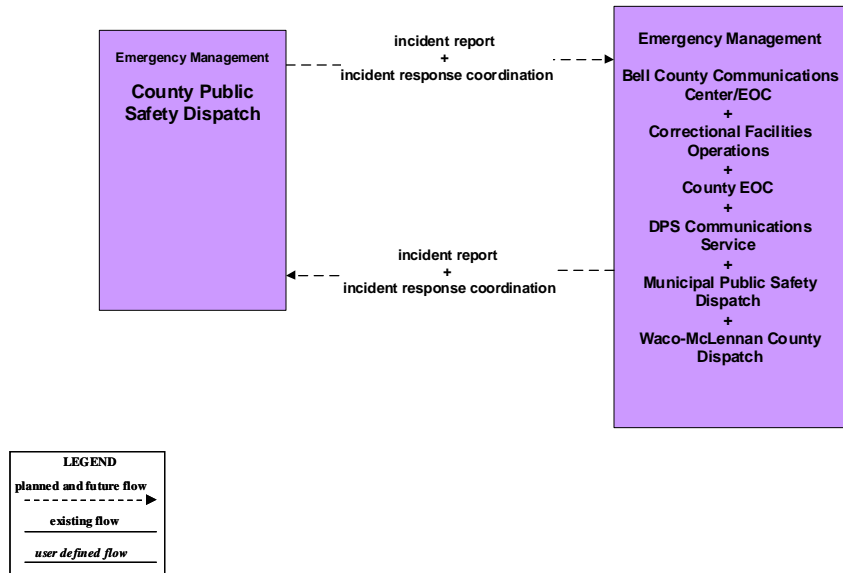 Emergency Management
County Public
Safety Dispatch
incident report
+
incident response coordination
incident report
+
incident response coordination
Emergency Management
Bell County Communications
Center/EOC
+
Correctional Facilities
Operations
+
County EOC
+
DPS Communications
Service
+
Municipal Public Safety
Dispatch
+
Waco-McLennan County
Dispatch
LEGEND
planned and future flow
existing flow
user defined flow